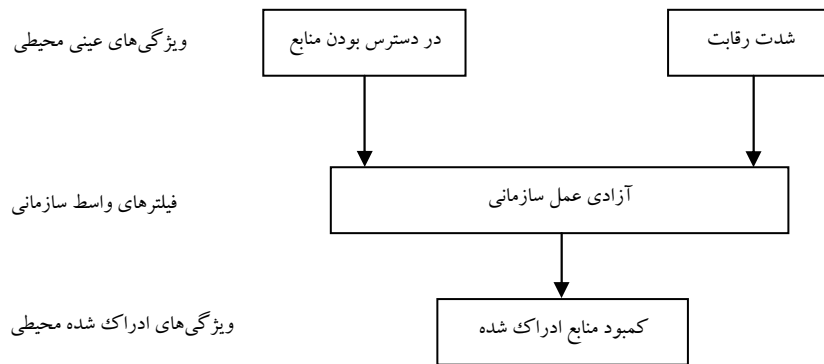 شدت رقابت
در دسترس بودن منابع
ویژگی‌های عینی محیطی
آزادی عمل سازمانی
فیلترهای واسط سازمانی
کمبود منابع ادراک شده
ویژگی‌های ادراک شده محیطی